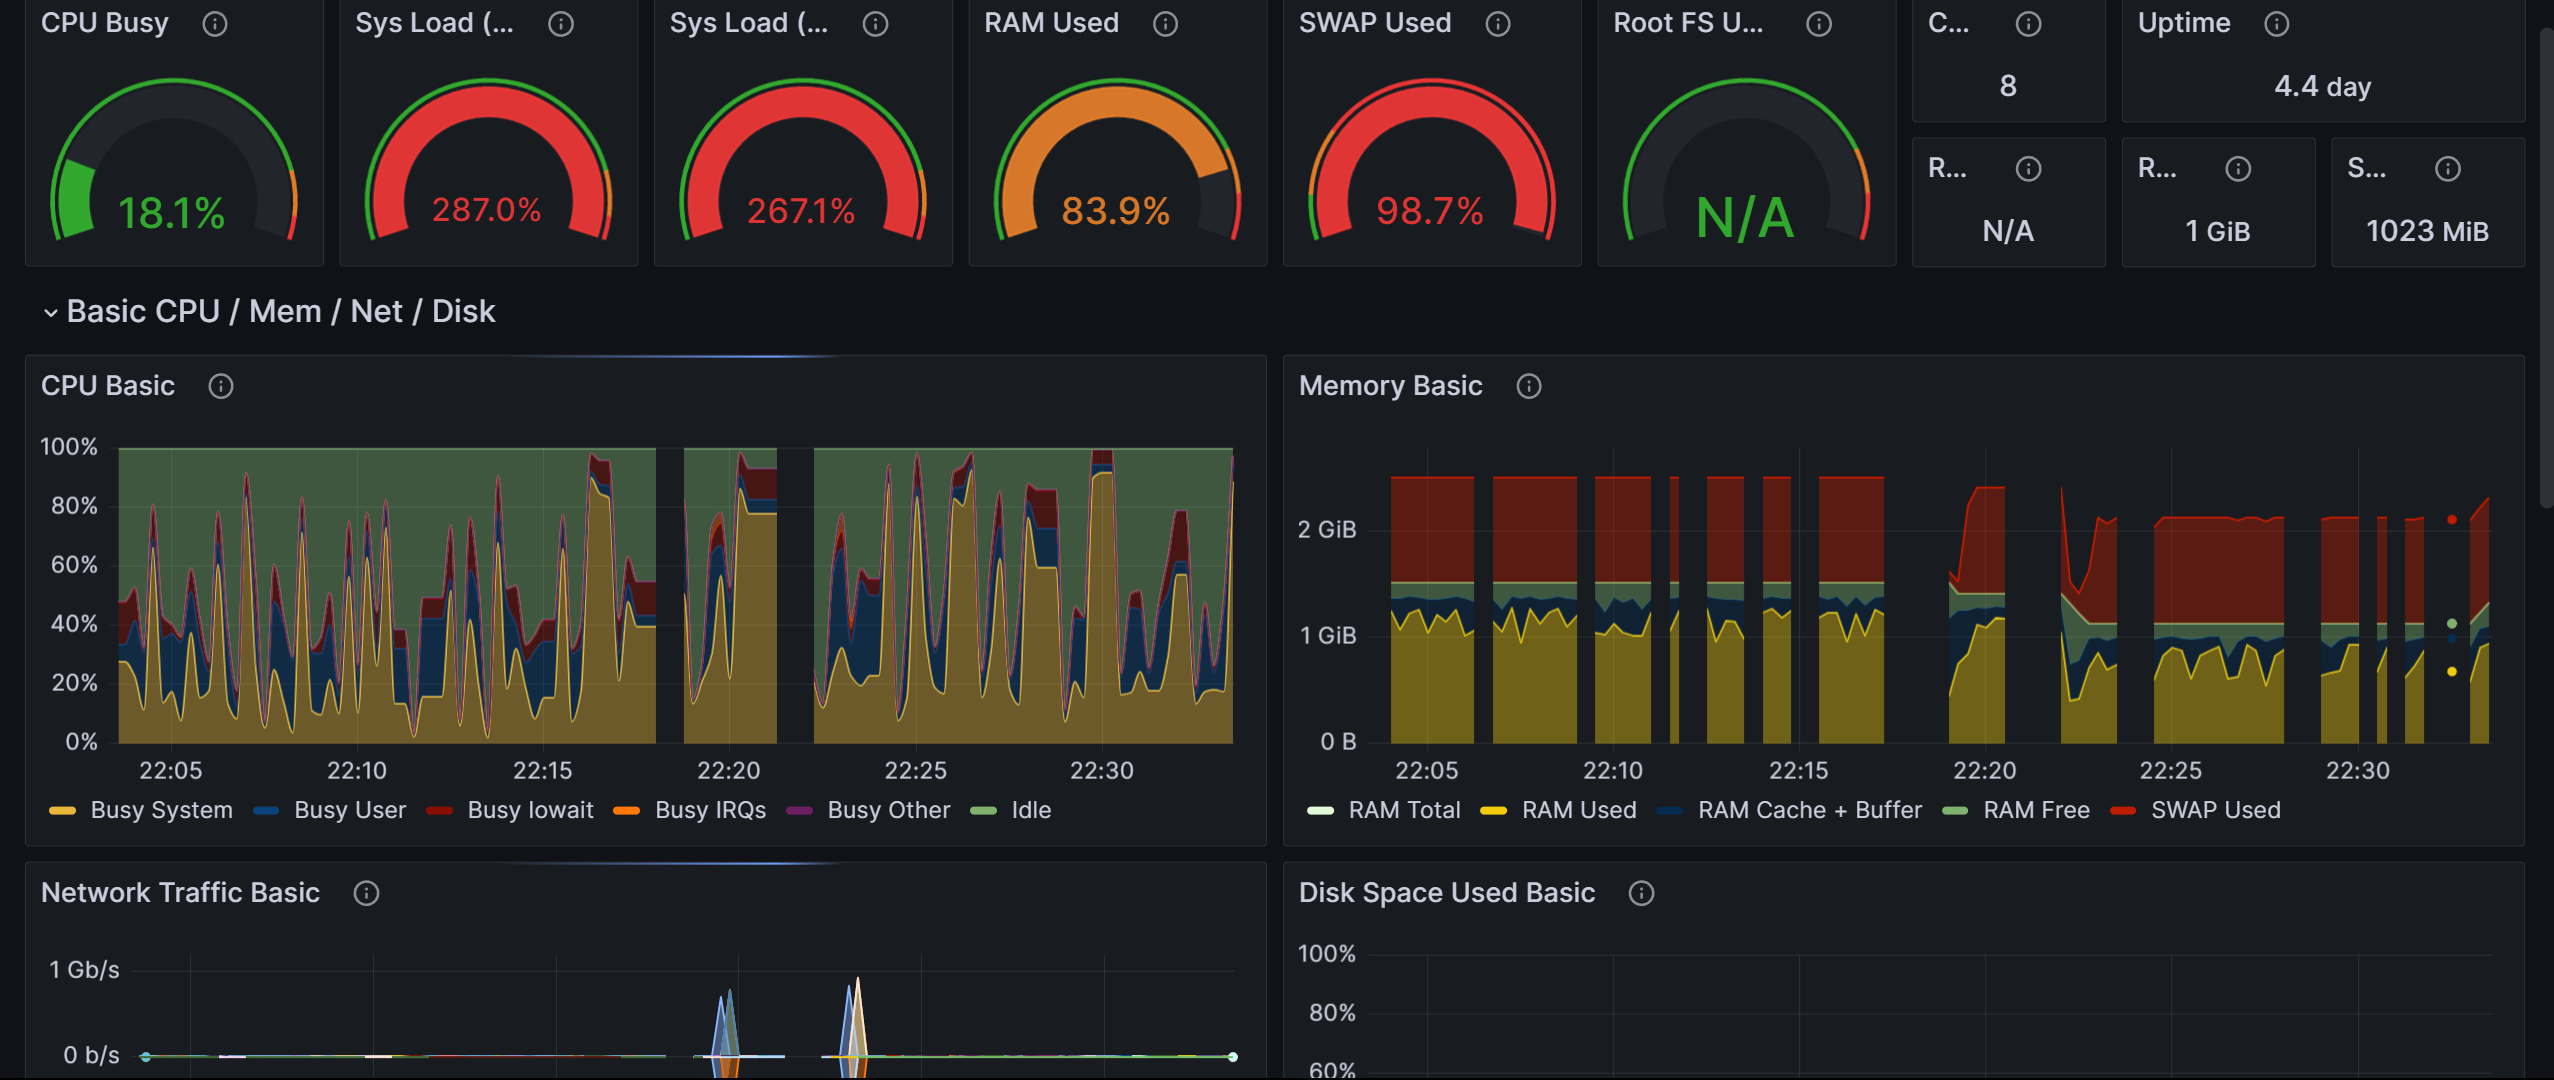 CPU Busy
Sys Load (...
Sys Load (...
RAM Used
SWAP Used
Root FS U...
C...
Uptime
18.1%
287.0%
267.1%
83.9%
98.7%
N/A
8
4.4 day
R...
R...
S...
N/A
1 GiB
1023 MiB
Basic CPU / Mem / Net / Disk
CPU Basic
100%
80%
60%
40%
20%
0%
22:05 22:10 22:15 22:20 22:25 22:30
Busy System Busy User Busy Iowait Busy IRQs Busy Other Idle
Memory Basic
2 GiB
1 GiB
0 B
22:05 22:10 22:15 22:20 22:25 22:30
RAM Total RAM Used RAM Cache + Buffer RAM Free SWAP Used
Network Traffic Basic
1 Gb/s
0 b/s
Disk Space Used Basic
100%
80%
60%